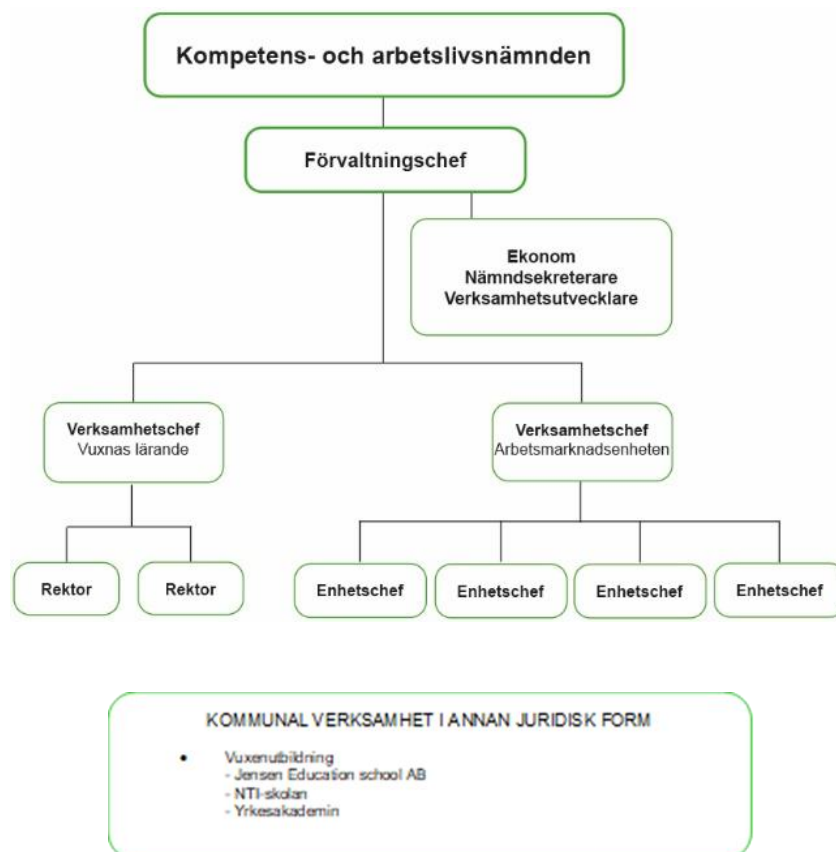 Kompetens- och arbetslivsnämnden
Förvaltningschef
Ekonom
Nämndsekreterare
Verksamhetsutvecklare
Verksamhetschef
Vuxnas lärande
Verksamhetschef
Arbetsmarknadsenheten
Rektor
Rektor
Enhetschef
Enhetschef
Enhetschef
Enhetschef
KOMMUNAL VERKSAMHET I ANNAN JURIDISK FORM
• Vuxenutbildning
- Jensen Education school AB
- NTI-skolan
- Yrkesakademin